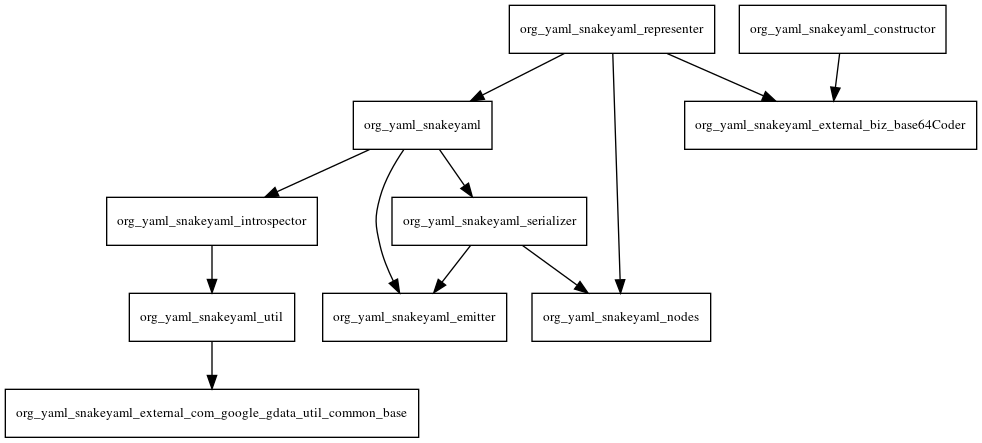 org_yaml_snakeyaml_representer
org_yaml_snakeyaml_constructor
org_yaml_snakeyaml
org_yaml_snakeyaml_external_biz_base64Coder
org_yaml_snakeyaml_introspector
org_yaml_snakeyaml_serializer
org_yaml_snakeyaml_util
org_yaml_snakeyaml_emitter
org_yaml_snakeyaml_nodes
org_yaml_snakeyaml_external_com_google_gdata_util_common_base